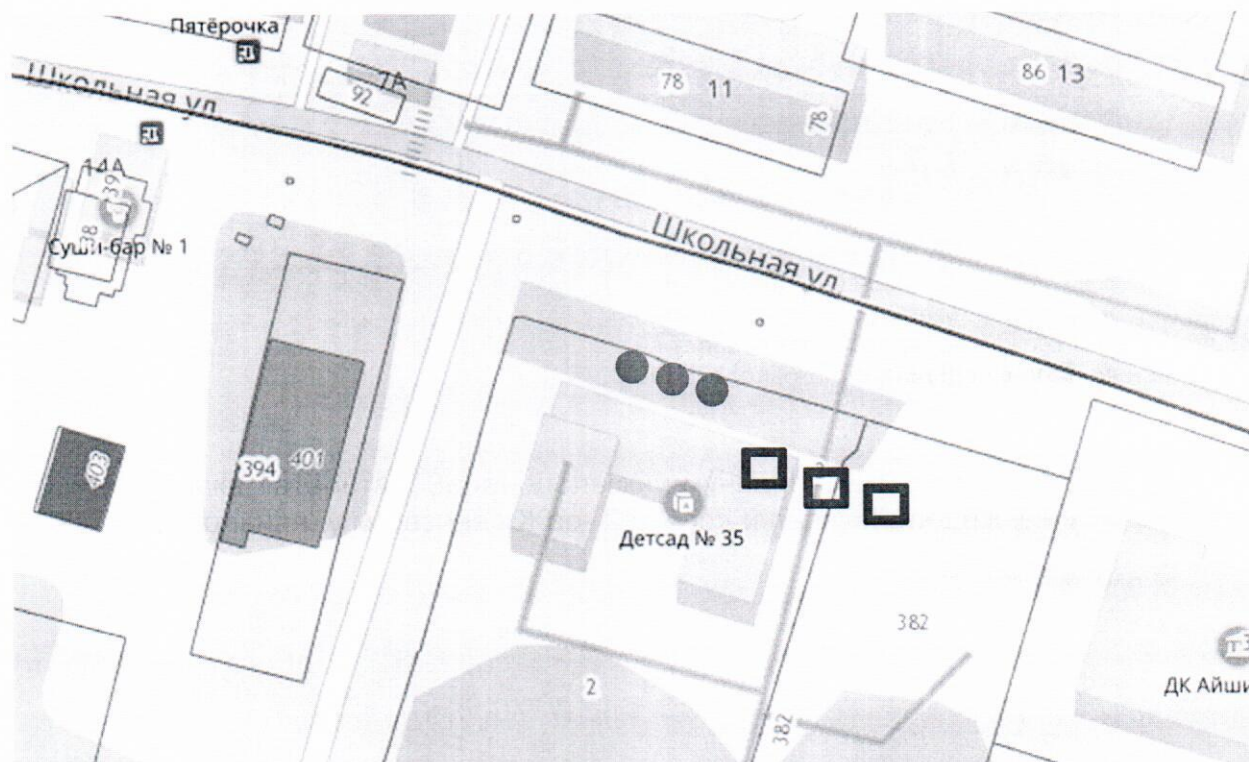 Пятёрочка
Школьная ул
7А
92
78
11
78
86
13
14А
39
Суши-бар № 1
Школьная ул
403
394
401
Детсад № 35
2
382
382
ДК Айши